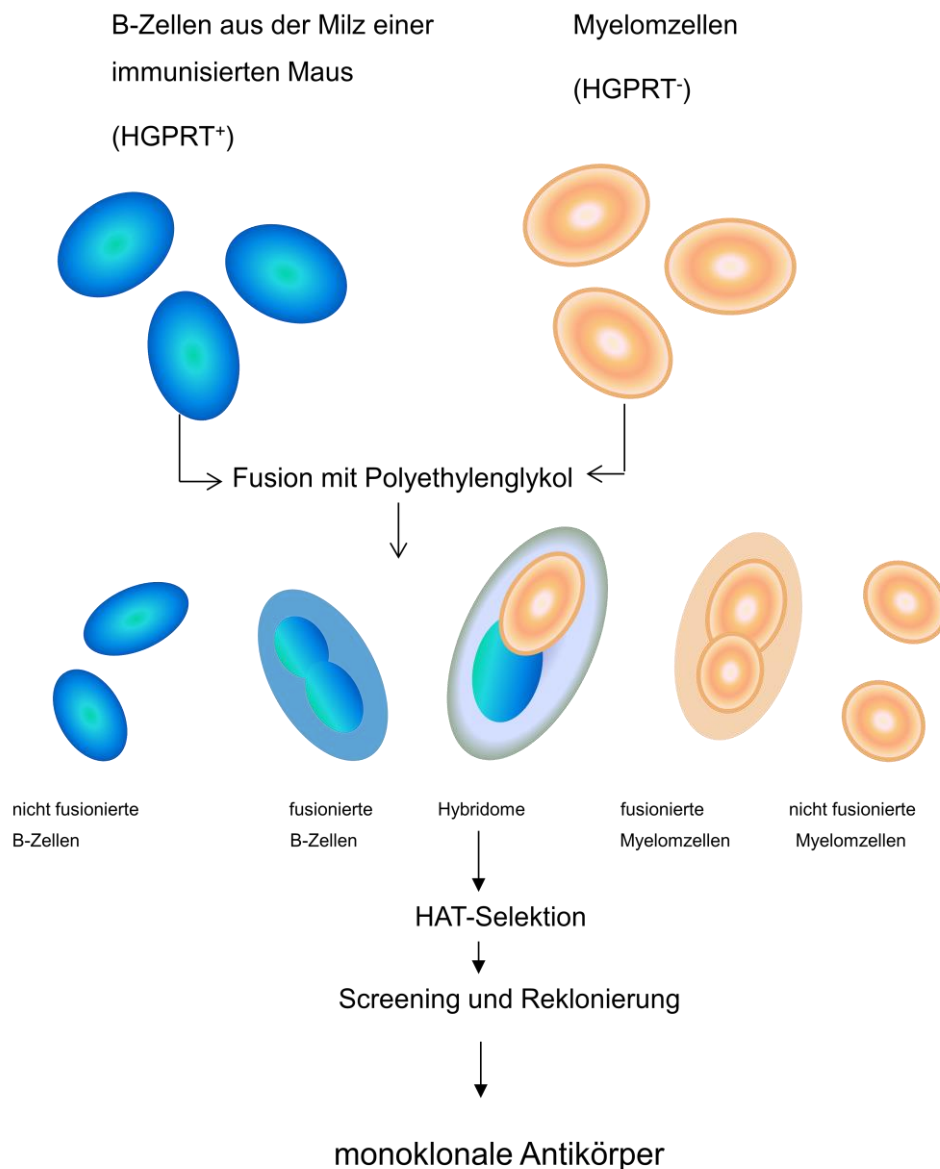 B-Zellen aus der Milz einer
immunisierten Maus
(HGPRT⁺)
Myelomzellen
(HGPRT⁻)
Fusion mit Polyethylenglykol
nicht fusionierte
B-Zellen
fusionierte
B-Zellen
Hybridome
fusionierte
Myelomzellen
nicht fusionierte
Myelomzellen
HAT-Selektion
Screening und Reklonierung
monoklonale Antikörper